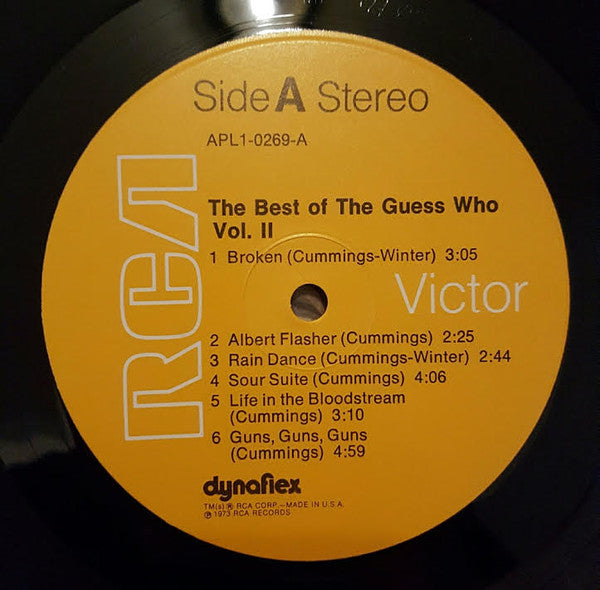 Side A Stereo
APL1-0269-A
RCA
The Best of The Guess Who
Vol. II
1 Broken (Cummings-Winter) 3:05
Victor
2 Albert Flasher (Cummings) 2:25
3 Rain Dance (Cummings-Winter) 2:44
4 Sour Suite (Cummings) 4:06
5 Life in the Bloodstream
(Cummings) 3:10
6 Guns, Guns, Guns
(Cummings) 4:59
dynaflex
TM(s) ® RCA CORP.—MADE IN U.S.A.
℗ 1973 RCA RECORDS